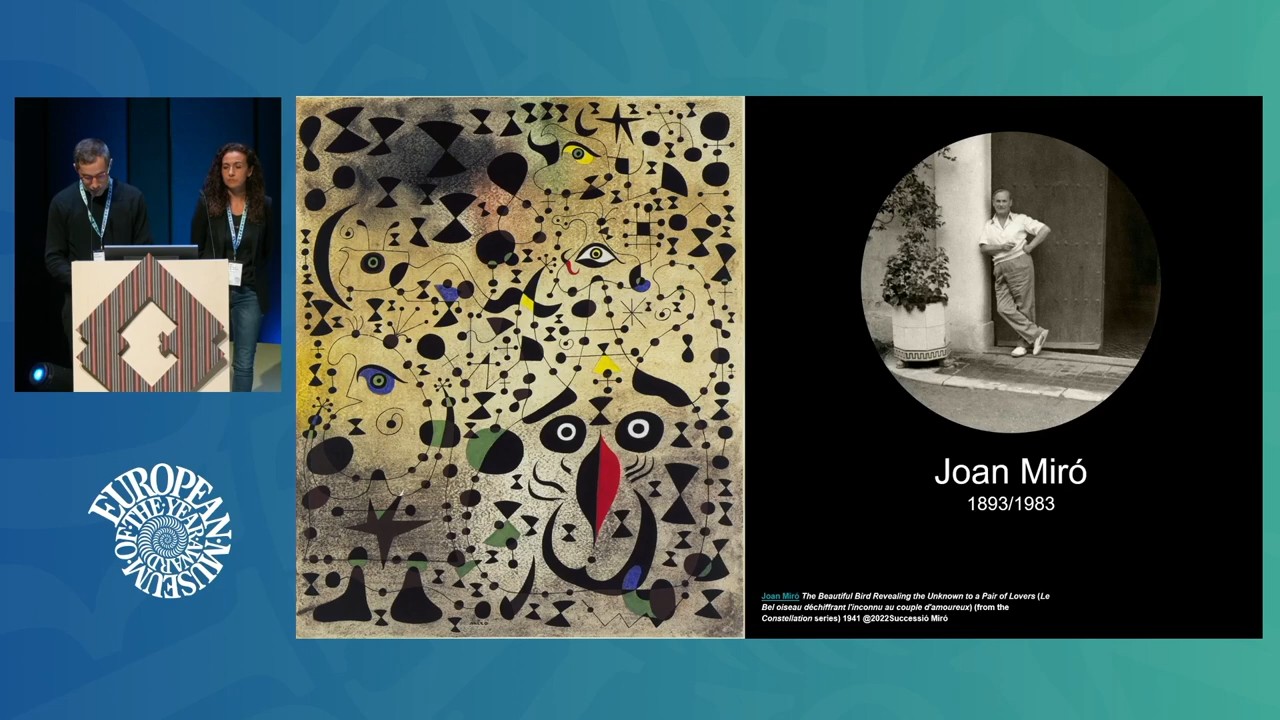 EUROPEAN MUSEUM
OF THE YEAR AWARD
Joan Miró
1893/1983
Joan Miró The Beautiful Bird Revealing the Unknown to a Pair of Lovers (Le
Bel oiseau déchiffrant l'inconnu au couple d'amoureux) (from the
Constellation series) 1941 @2022Successió Miró